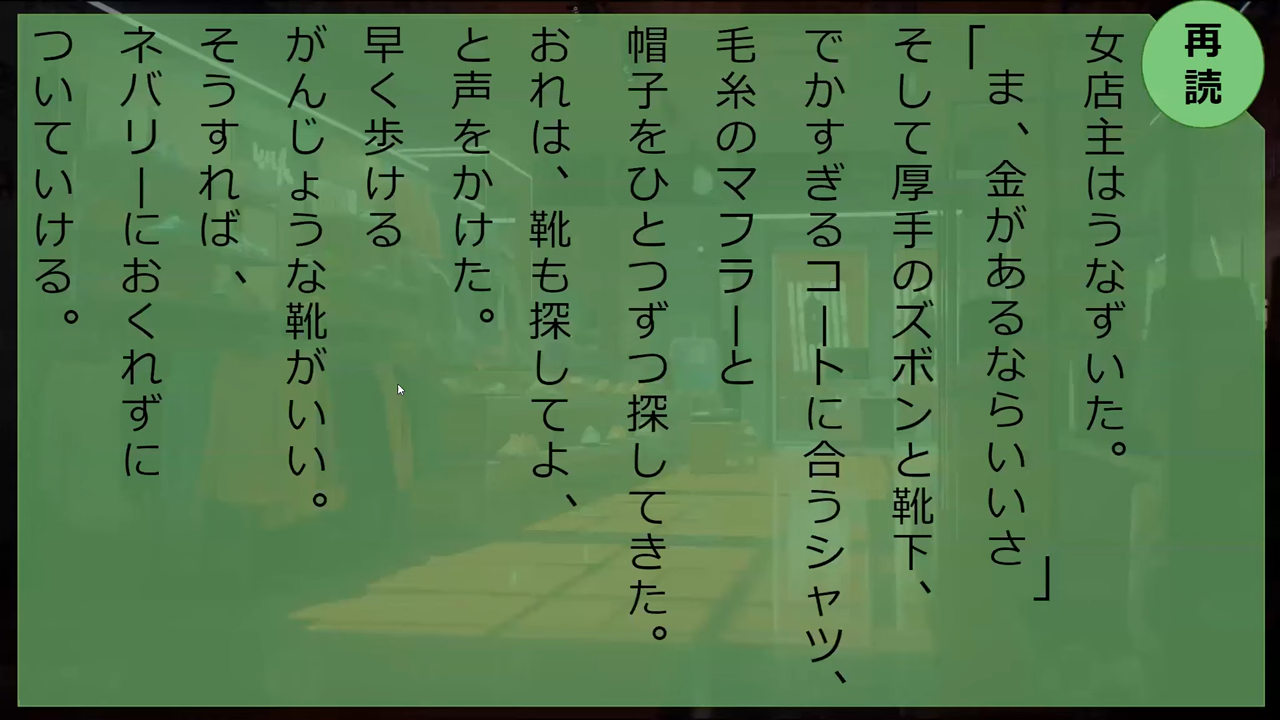 再読
女店主はうなずいた。
「ま、金があるならいいさ」
そして厚手のズボンと靴下、
でかすぎるコートに合うシャツ、
毛糸のマフラーと
帽子をひとつずつ探してきた。
おれは、靴も探してよ、
と声をかけた。
早く歩ける
がんじょうな靴がいい。
そうすれば、
ネバリーにおくれずに
ついていける。